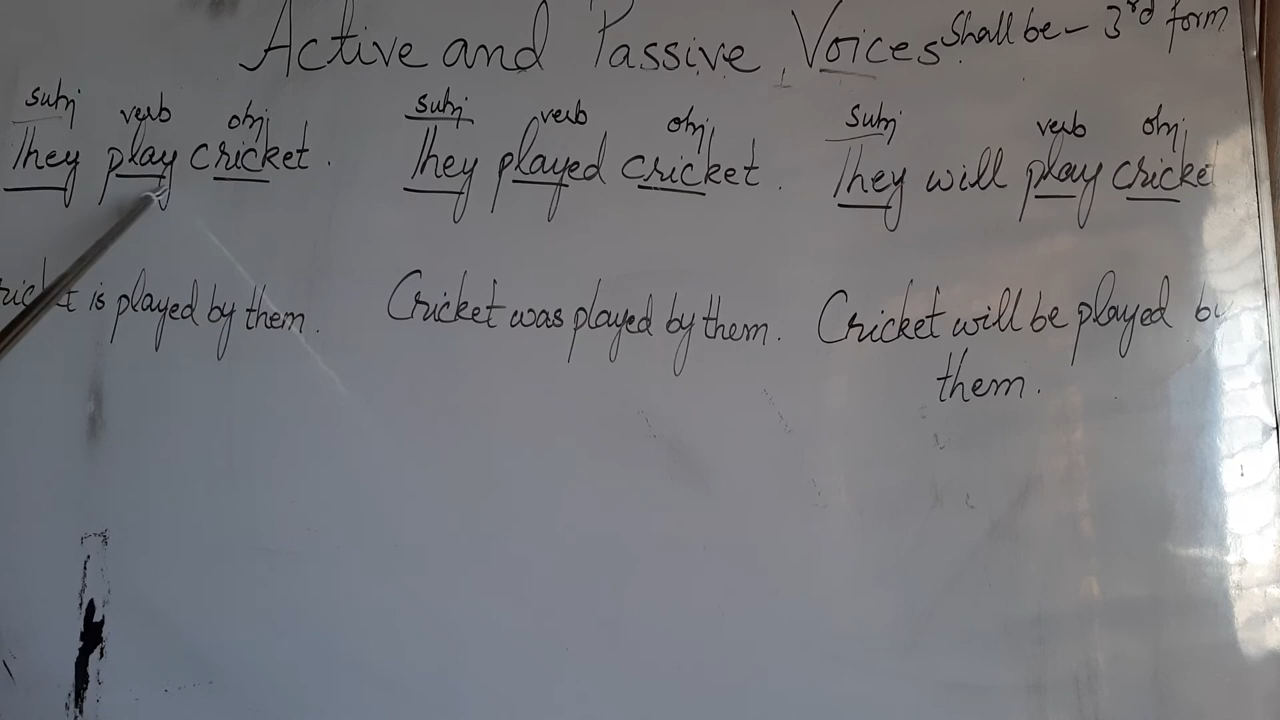 Active and Passive Voices Shall be - 3rd form
subj verb obj subj verb obj subj verb obj
They play cricket. They played cricket. They will play cricke
is played by them. Cricket was played by them. Cricket will be played
them.